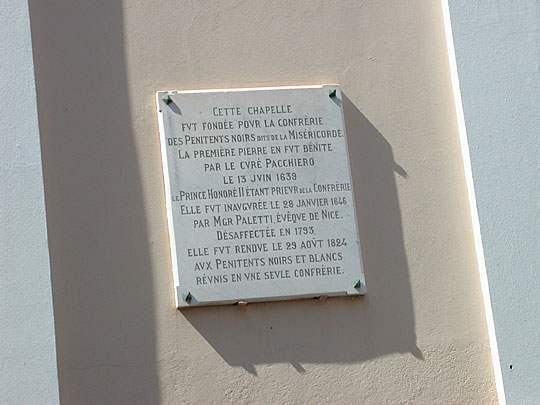 CETTE CHAPELLE
FVT FONDÉE POVR LA CONFRÉRIE
DES PENITENTS NOIRS DITS DE LA MISÉRICORDE.
LA PREMIÈRE PIERRE EN FVT BÉNITE
PAR LE CVRÉ PACCHIERO
LE 13 JVIN 1639
LE PRINCE HONORÉ II ÉTANT PRIEVR DE LA CONFRÉRIE
ELLE FVT INAVGVRÉE LE 28 JANVIER 1646
PAR MGR PALETTI, ÉVÊQVE DE NICE.
DÉSAFFECTÉE EN 1793
ELLE FVT RENDVE LE 29 AOVT 1824
AVX PENITENTS NOIRS ET BLANCS
RÉVNIS EN VNE SEVLE CONFRÉRIE.